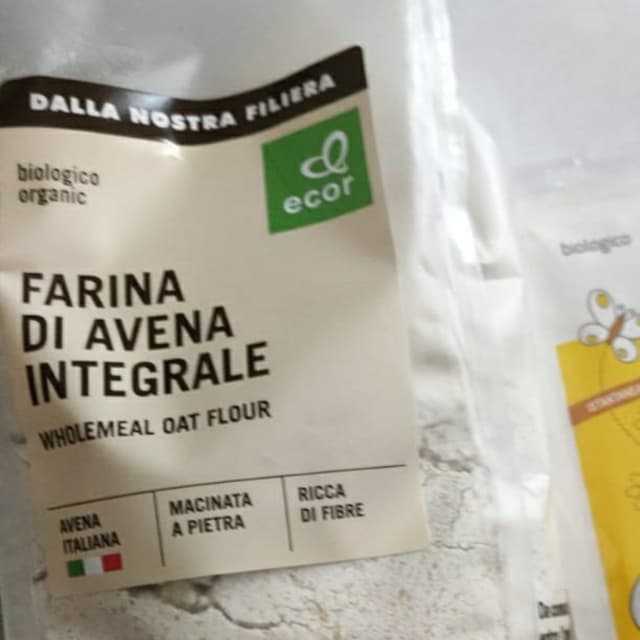 DALLA NOSTRA FILIERA
biologico
organic
ecor
FARINA
DI AVENA
INTEGRALE
WHOLEMEAL OAT FLOUR
AVENA
ITALIANA
MACINATA
A PIETRA
RICCA
DI FIBRE
biologico